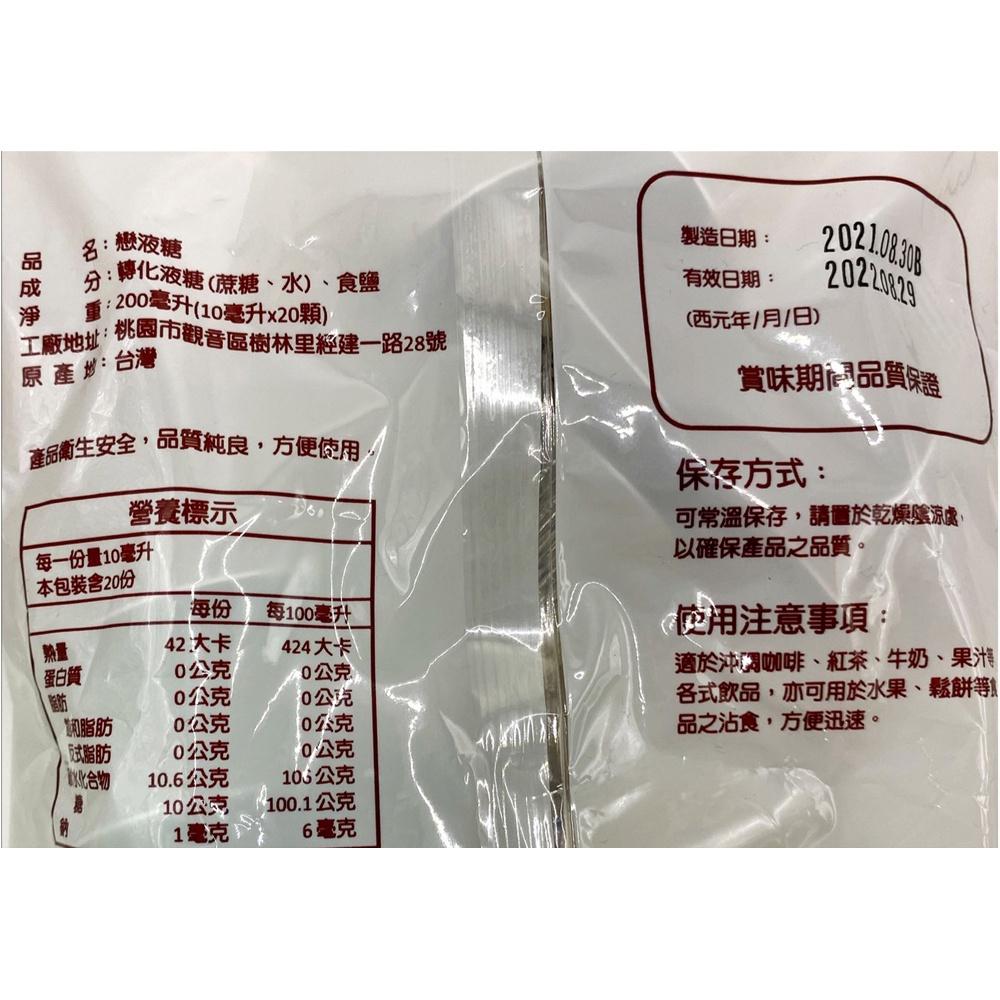 品 名：戀液糖
成 分：轉化液糖(蔗糖、水)、食鹽
淨 重：200毫升(10毫升x20顆)
工廠地址：桃園市觀音區樹林里經建一路28號
原 產 地：台灣
產品衛生安全，品質純良，方便使用。
營養標示
每一份量10毫升
本包裝含20份
每份 每100毫升
熱量 42大卡 424大卡
蛋白質 0公克 0公克
脂肪 0公克 0公克
和脂肪 0公克 0公克
反式脂肪 0公克 0公克
水化合物 10.6公克 106公克
糖 10公克 100.1公克
鈉 1毫克 6毫克
製造日期： 2021.08.30B
有效日期： 2022.08.29
(西元年/月/日)
賞味期間品質保證
保存方式：
可常溫保存，請置於乾燥蔭涼處，
以確保產品之品質。
使用注意事項：
適於沖調咖啡、紅茶、牛奶、果汁等
各式飲品，亦可用於水果、鬆餅等食
品之沾食，方便迅速。